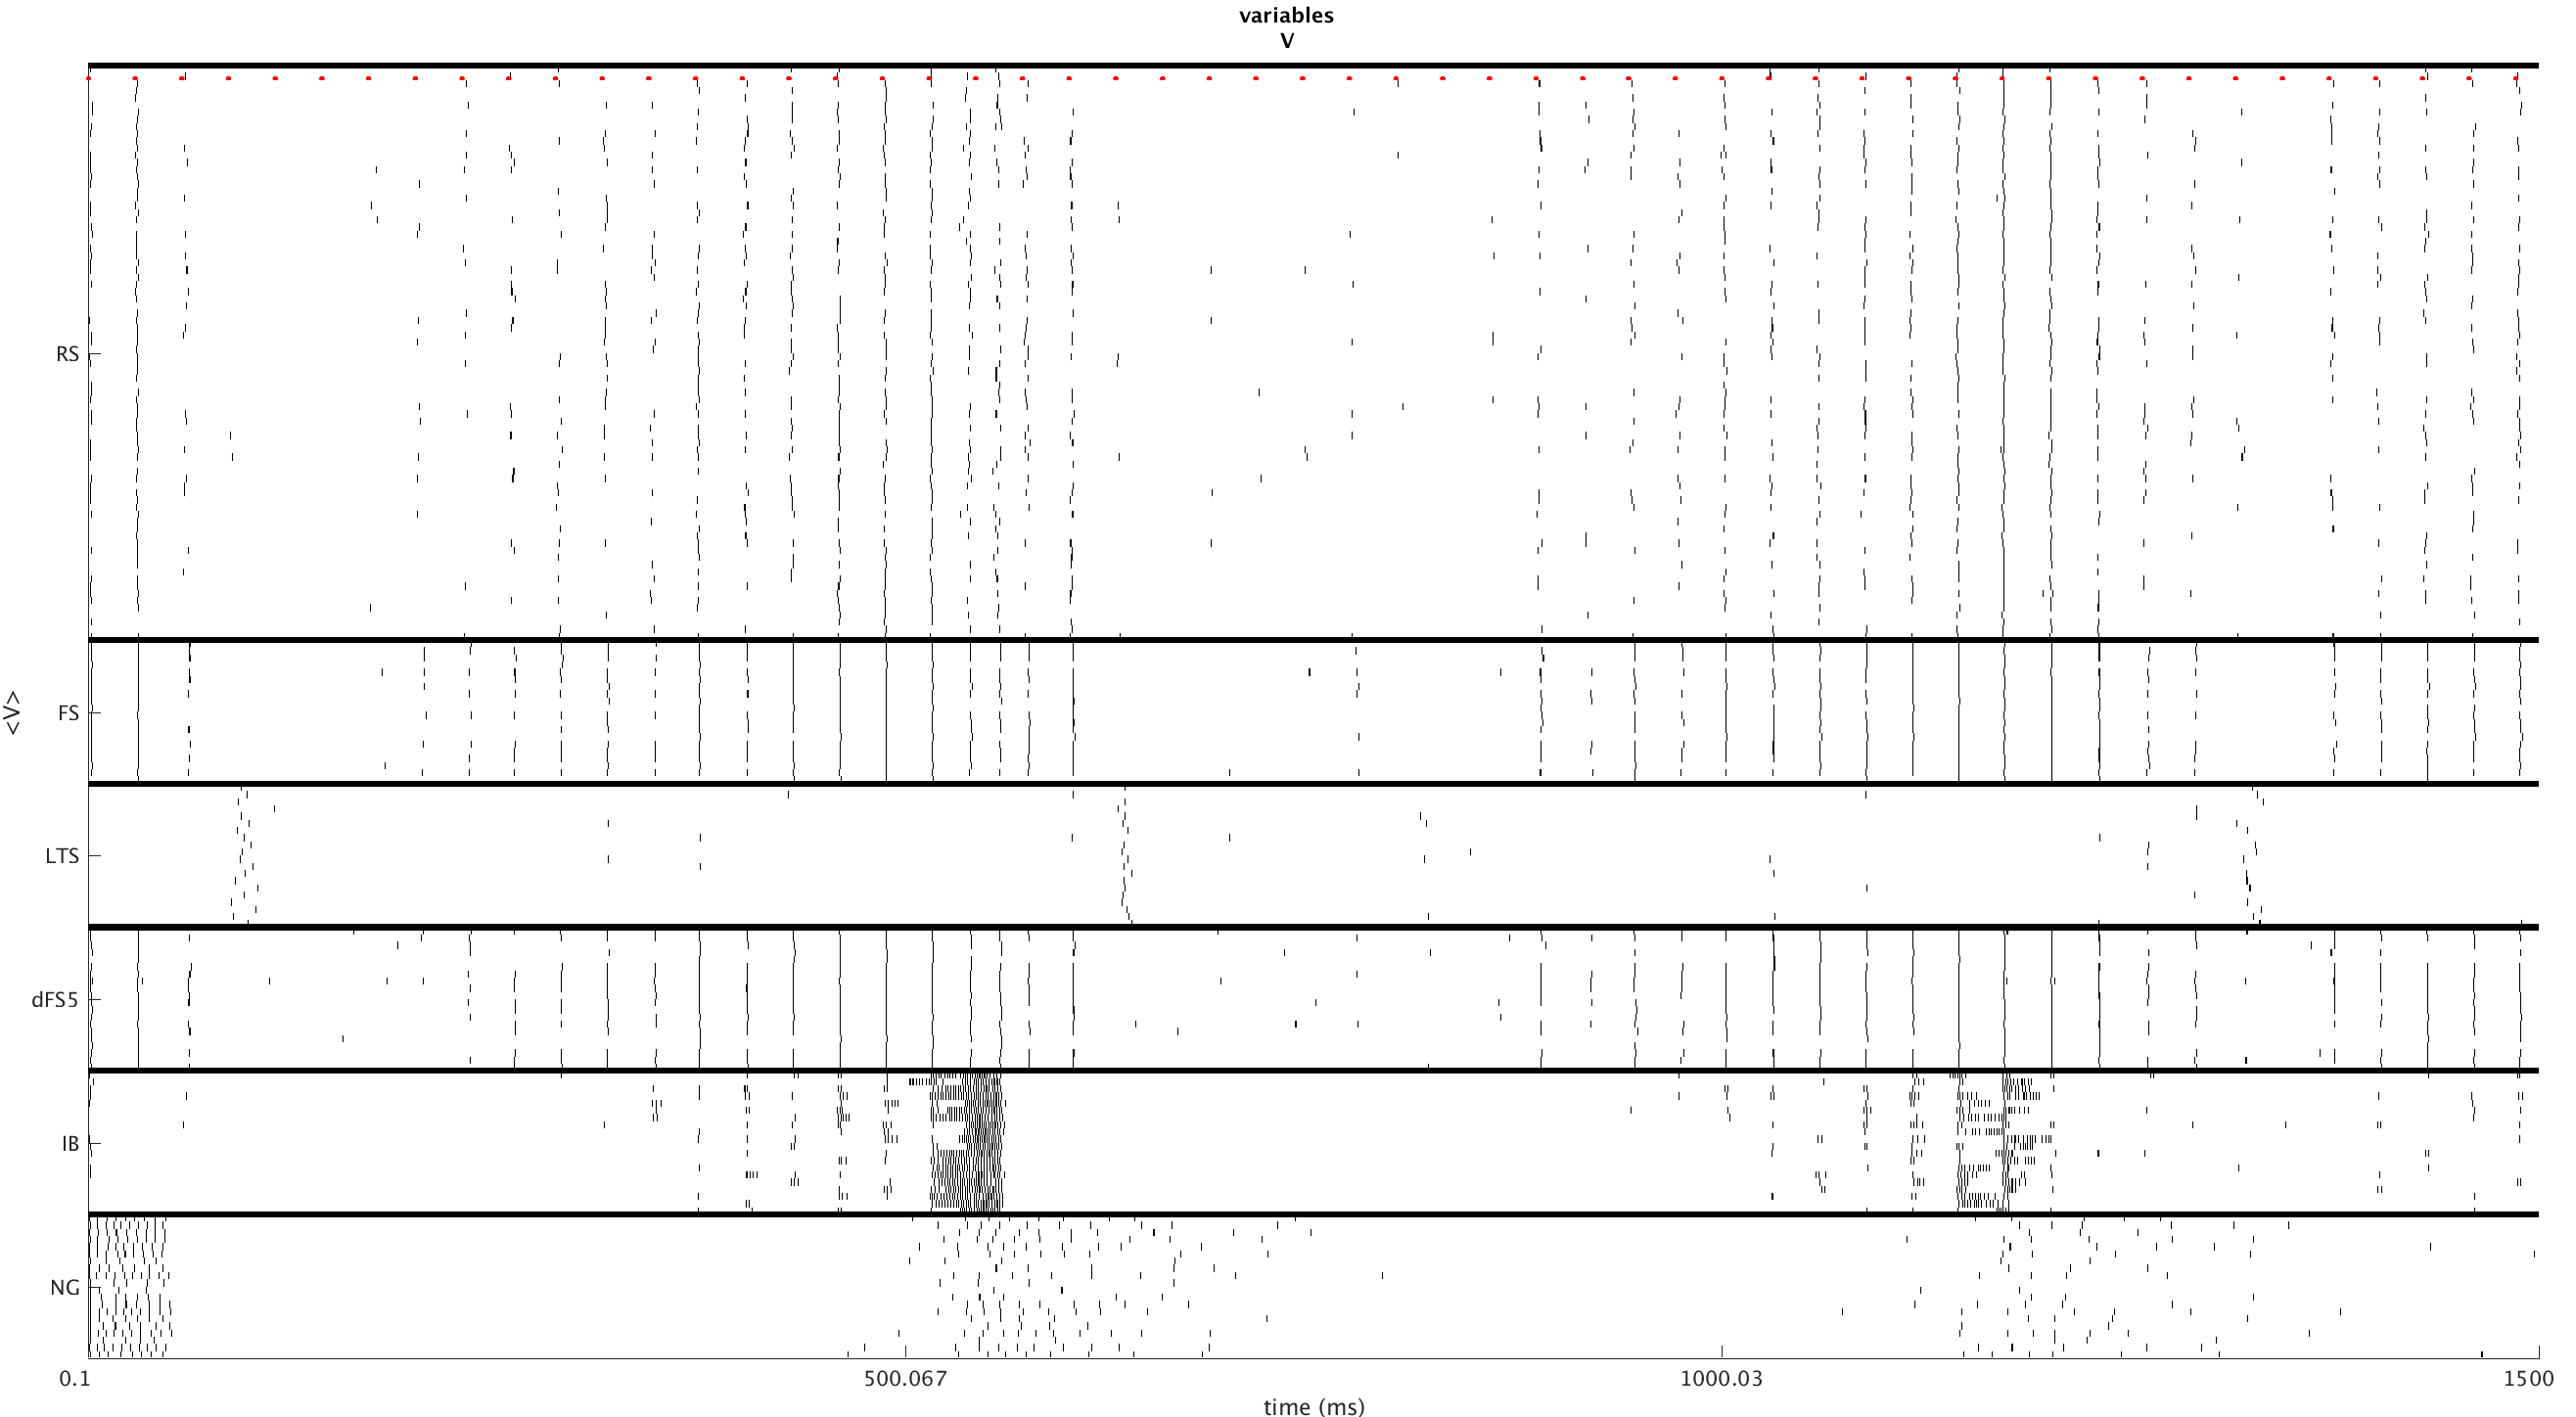 variables
V
RS
FS
<V>
LTS
dFS5
IB
NG
0.1 500.067 1000.03 1500
time (ms)